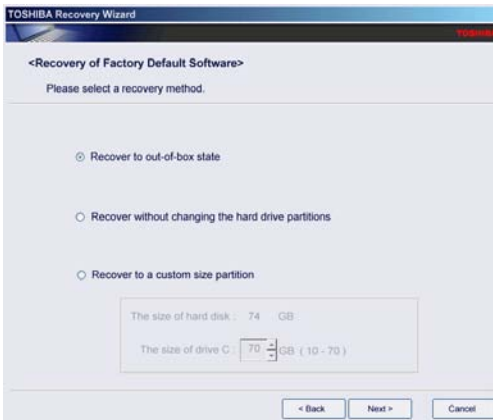 TOSHIBA Recovery Wizard
TOSHIBA
<Recovery of Factory Default Software>
Please select a recovery method.
Recover to out-of-box state
Recover without changing the hard drive partitions
Recover to a custom size partition
The size of hard disk : 74 GB
The size of drive C : 70 GB ( 10 - 70 )
< Back Next > Cancel